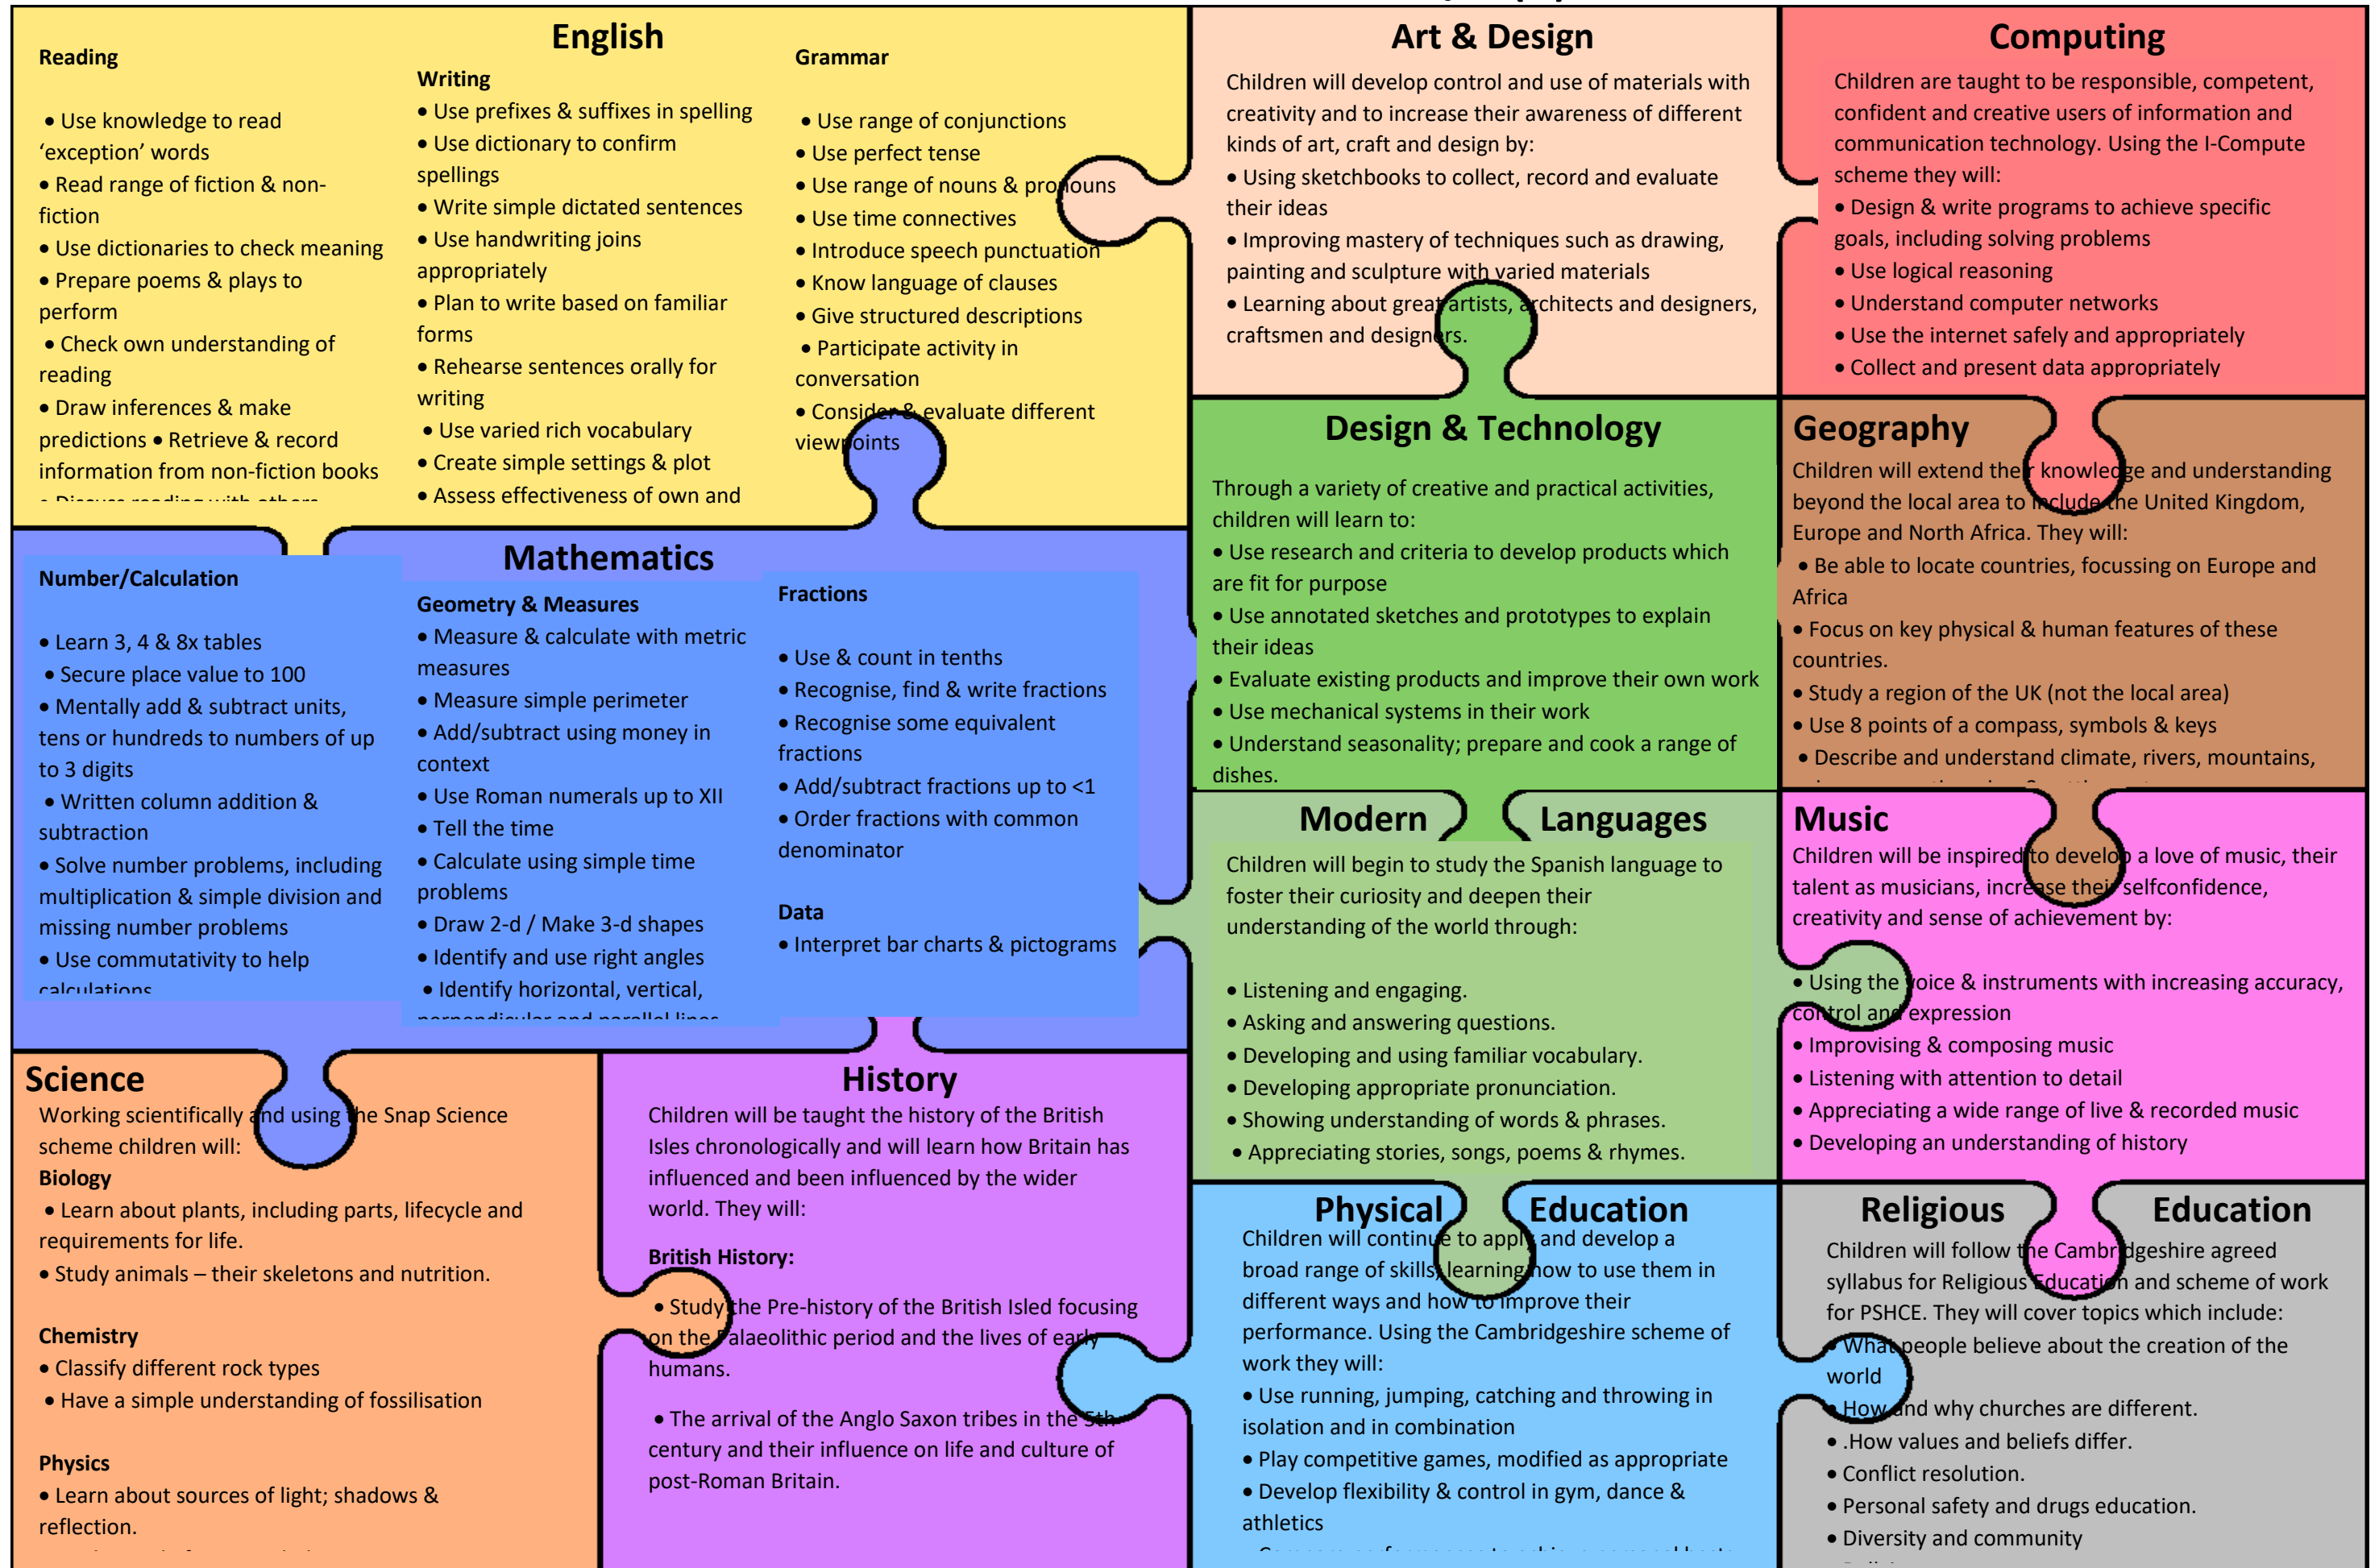 English
Reading
• Use knowledge to read
‘exception’ words
• Read range of fiction & non-
fiction
• Use dictionaries to check meaning
• Prepare poems & plays to
perform
• Check own understanding of
reading
• Draw inferences & make
predictions • Retrieve & record
information from non-fiction books
• Discuss reading with others
Writing
• Use prefixes & suffixes in spelling
• Use dictionary to confirm
spellings
• Write simple dictated sentences
• Use handwriting joins
appropriately
• Plan to write based on familiar
forms
• Rehearse sentences orally for
writing
• Use varied rich vocabulary
• Create simple settings & plot
• Assess effectiveness of own and
Grammar
• Use range of conjunctions
• Use perfect tense
• Use range of nouns & pronouns
• Use time connectives
• Introduce speech punctuation
• Know language of clauses
• Give structured descriptions
• Participate activity in
conversation
• Consider & evaluate different
viewpoints
Art & Design
Children will develop control and use of materials with
creativity and to increase their awareness of different
kinds of art, craft and design by:
• Using sketchbooks to collect, record and evaluate
their ideas
• Improving mastery of techniques such as drawing,
painting and sculpture with varied materials
• Learning about great artists, architects and designers,
craftsmen and designers.
Computing
Children are taught to be responsible, competent,
confident and creative users of information and
communication technology. Using the I-Compute
scheme they will:
• Design & write programs to achieve specific
goals, including solving problems
• Use logical reasoning
• Understand computer networks
• Use the internet safely and appropriately
• Collect and present data appropriately
Design & Technology
Through a variety of creative and practical activities,
children will learn to:
• Use research and criteria to develop products which
are fit for purpose
• Use annotated sketches and prototypes to explain
their ideas
• Evaluate existing products and improve their own work
• Use mechanical systems in their work
• Understand seasonality; prepare and cook a range of
dishes.
Geography
Children will extend their knowledge and understanding
beyond the local area to include the United Kingdom,
Europe and North Africa. They will:
• Be able to locate countries, focussing on Europe and
Africa
• Focus on key physical & human features of these
countries.
• Study a region of the UK (not the local area)
• Use 8 points of a compass, symbols & keys
• Describe and understand climate, rivers, mountains,
Mathematics
Number/Calculation
• Learn 3, 4 & 8x tables
• Secure place value to 100
• Mentally add & subtract units,
tens or hundreds to numbers of up
to 3 digits
• Written column addition &
subtraction
• Solve number problems, including
multiplication & simple division and
missing number problems
• Use commutativity to help
calculations
Geometry & Measures
• Measure & calculate with metric
measures
• Measure simple perimeter
• Add/subtract using money in
context
• Use Roman numerals up to XII
• Tell the time
• Calculate using simple time
problems
• Draw 2-d / Make 3-d shapes
• Identify and use right angles
• Identify horizontal, vertical,
perpendicular and parallel lines
Fractions
• Use & count in tenths
• Recognise, find & write fractions
• Recognise some equivalent
fractions
• Add/subtract fractions up to <1
• Order fractions with common
denominator
Data
• Interpret bar charts & pictograms
Modern Languages
Children will begin to study the Spanish language to
foster their curiosity and deepen their
understanding of the world through:
• Listening and engaging.
• Asking and answering questions.
• Developing and using familiar vocabulary.
• Developing appropriate pronunciation.
• Showing understanding of words & phrases.
• Appreciating stories, songs, poems & rhymes.
Music
Children will be inspired to develop a love of music, their
talent as musicians, increase their selfconfidence,
creativity and sense of achievement by:
• Using the voice & instruments with increasing accuracy,
control and expression
• Improvising & composing music
• Listening with attention to detail
• Appreciating a wide range of live & recorded music
• Developing an understanding of history
Science
Working scientifically and using the Snap Science
scheme children will:
Biology
• Learn about plants, including parts, lifecycle and
requirements for life.
• Study animals – their skeletons and nutrition.
Chemistry
• Classify different rock types
• Have a simple understanding of fossilisation
Physics
• Learn about sources of light; shadows &
reflection.
History
Children will be taught the history of the British
Isles chronologically and will learn how Britain has
influenced and been influenced by the wider
world. They will:
British History:
• Study the Pre-history of the British Isled focusing
on the Palaeolithic period and the lives of early
humans.
• The arrival of the Anglo Saxon tribes in the 5th
century and their influence on life and culture of
post-Roman Britain.
Physical Education
Children will continue to apply and develop a
broad range of skills, learning how to use them in
different ways and how to improve their
performance. Using the Cambridgeshire scheme of
work they will:
• Use running, jumping, catching and throwing in
isolation and in combination
• Play competitive games, modified as appropriate
• Develop flexibility & control in gym, dance &
athletics
Religious Education
Children will follow the Cambridgeshire agreed
syllabus for Religious Education and scheme of work
for PSHCE. They will cover topics which include:
• What people believe about the creation of the
world
• How and why churches are different.
• .How values and beliefs differ.
• Conflict resolution.
• Personal safety and drugs education.
• Diversity and community